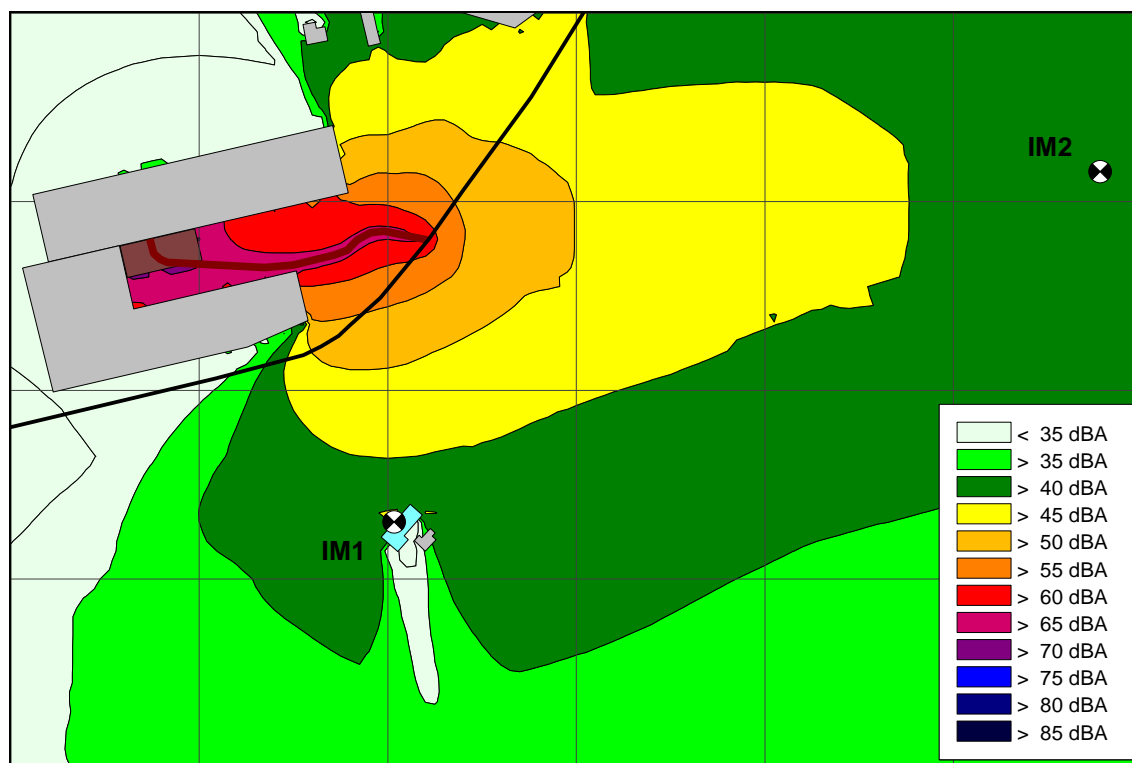 IM2
IM1
< 35 dBA
> 35 dBA
> 40 dBA
> 45 dBA
> 50 dBA
> 55 dBA
> 60 dBA
> 65 dBA
> 70 dBA
> 75 dBA
> 80 dBA
> 85 dBA